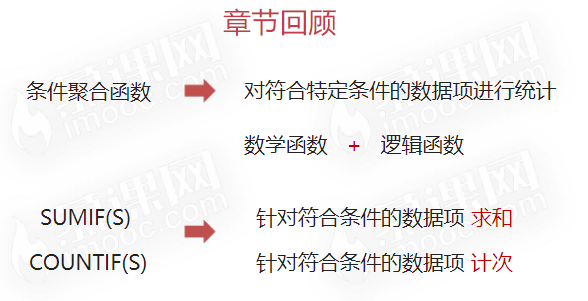 章节回顾
条件聚合函数 对符合特定条件的数据项进行统计
数学函数 + 逻辑函数
SUMIF(S) 针对符合条件的数据项 求和
COUNTIF(S) 针对符合条件的数据项 计次
慕课网
imooc.com